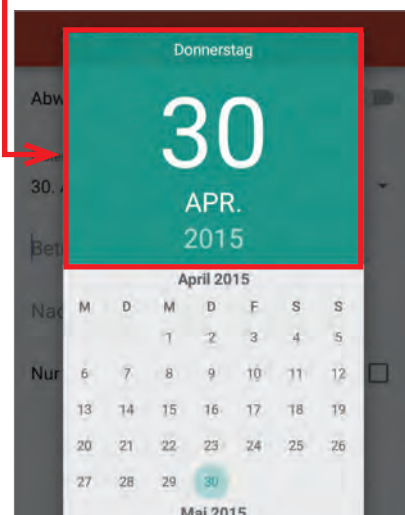 Donnerstag
30
APR.
2015
Abw
30.
Bet
Nac
Nur
April 2015
M D M D F S S
1 2 3 4 5
6 7 8 9 10 11 12
13 14 15 16 17 18 19
20 21 22 23 24 25 26
27 28 29 30
Mai 2015